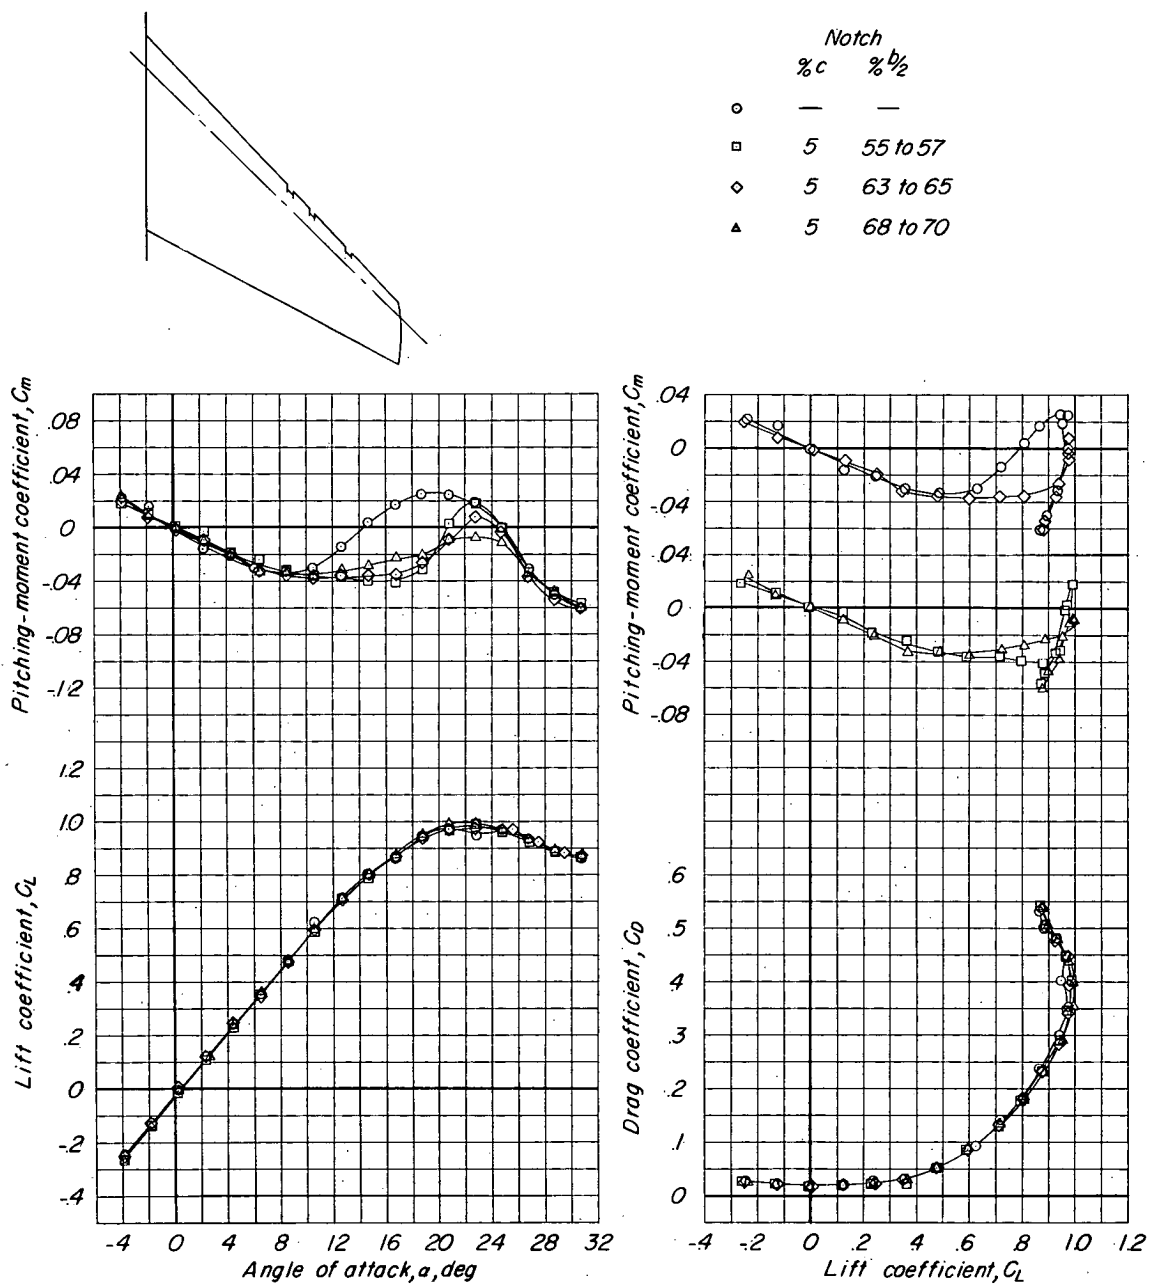 Notch
%c %b/2
— —
5 55 to 57
5 63 to 65
5 68 to 70
Pitching-moment coefficient, Cm
.08
.04
0
-.04
-.08
-.12
Lift coefficient, CL
1.2
1.0
.8
.6
.4
.2
0
-.2
-.4
-4 0 4 8 12 16 20 24 28 32
Angle of attack, α, deg
Pitching-moment coefficient, Cm
.04
0
-.04
.04
0
-.04
-.08
Drag coefficient, CD
.6
.5
.4
.3
.2
.1
0
-.4 -.2 0 .2 .4 .6 .8 1.0 1.2
Lift coefficient, CL